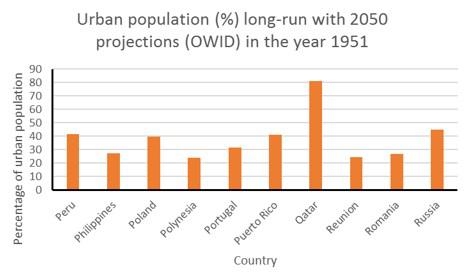 Urban population (%) long-run with 2050
projections (OWID) in the year 1951
Percentage of urban population
90
80
70
60
50
40
30
20
10
0
Peru
Philippines
Poland
Polynesia
Portugal
Puerto Rico
Qatar
Reunion
Romania
Russia
Country